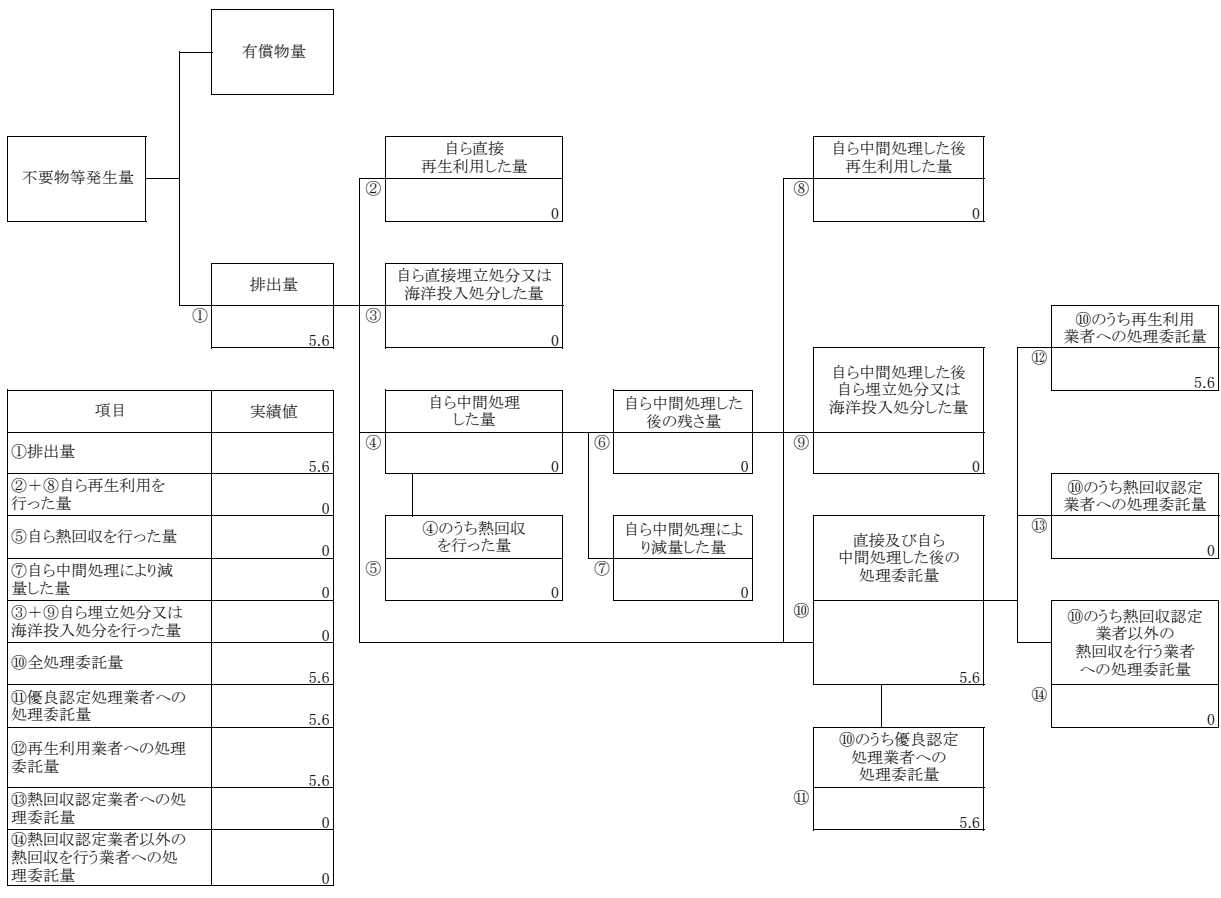 有償物量
不要物等発生量
排出量
①
5.6
自ら直接
再生利用した量
②
0
自ら直接埋立処分又は
海洋投入処分した量
③
0
自ら中間処理
した量
④
0
④のうち熱回収
を行った量
⑤
0
自ら中間処理した
後の残さ量
⑥
0
自ら中間処理によ
り減量した量
⑦
0
自ら中間処理した後
再生利用した量
⑧
0
自ら中間処理した後
自ら埋立処分又は
海洋投入処分した量
⑨
0
直接及び自ら
中間処理した後の
処理委託量
⑩
5.6
⑩のうち優良認定
処理業者への
処理委託量
⑪
5.6
⑩のうち再生利用
業者への処理委託量
⑫
5.6
⑩のうち熱回収認定
業者への処理委託量
⑬
0
⑩のうち熱回収認定
業者以外の
熱回収を行う業者
への処理委託量
⑭
0
項目 実績値
①排出量
5.6
②＋⑧自ら再生利用を
行った量
0
⑤自ら熱回収を行った量
0
⑦自ら中間処理により減
量した量
0
③＋⑨自ら埋立処分又は
海洋投入処分を行った量
0
⑩全処理委託量
5.6
⑪優良認定処理業者への
処理委託量
5.6
⑫再生利用業者への処理
委託量
5.6
⑬熱回収認定業者への処
理委託量
0
⑭熱回収認定業者以外の
熱回収を行う業者への処
理委託量
0